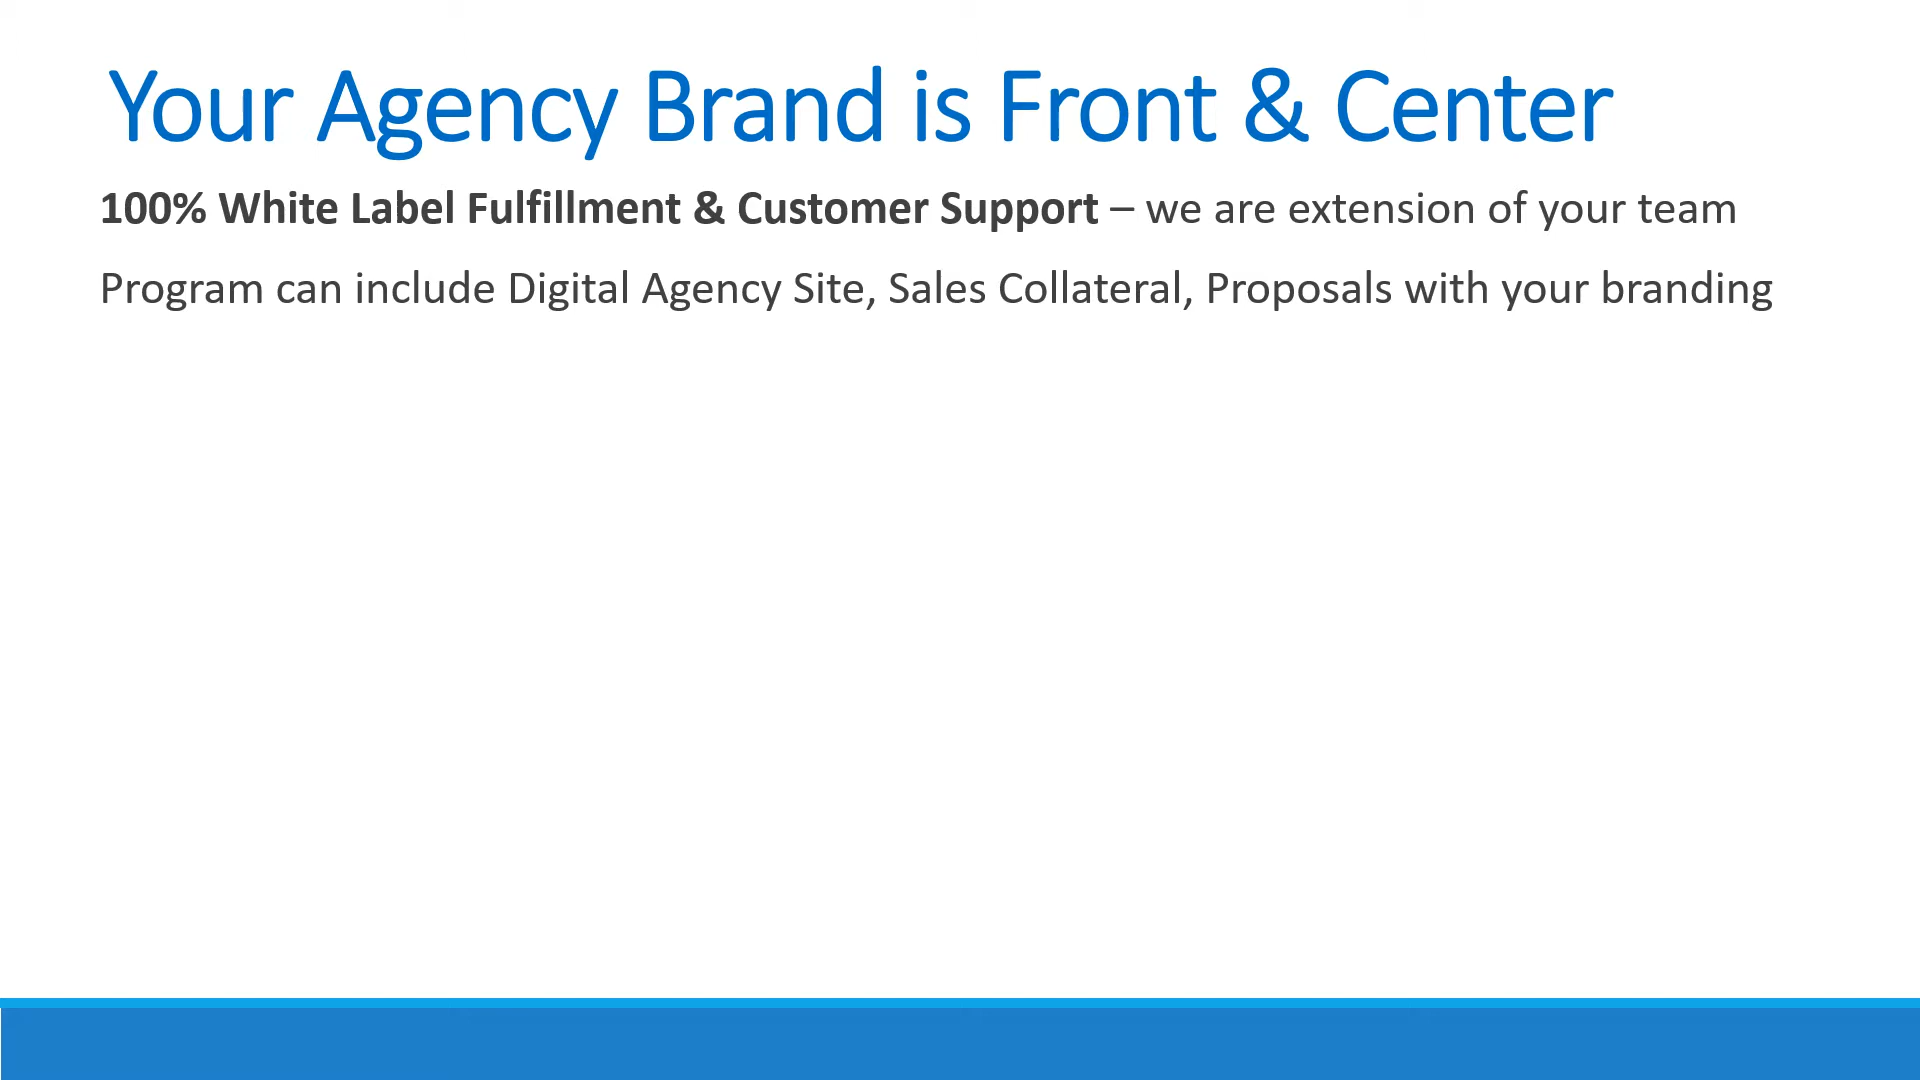 Your Agency Brand is Front & Center
100% White Label Fulfillment & Customer Support – we are extension of your team
Program can include Digital Agency Site, Sales Collateral, Proposals with your branding